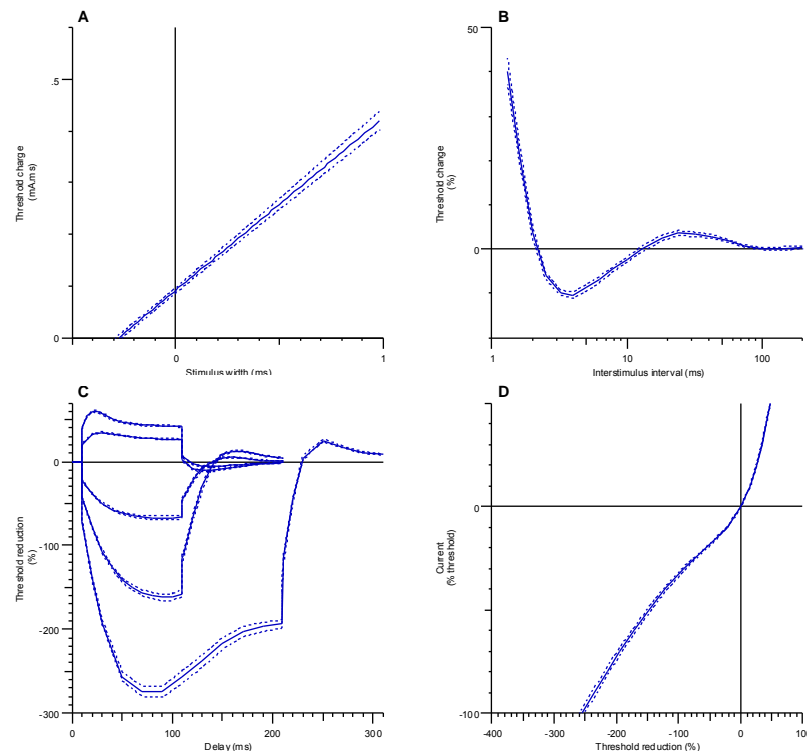 A
.5
Threshold charge
(mA.ms)
0
0
1
Stimulus width (ms)
B
50
Threshold change
(%)
0
1
10
100
Interstimulus interval (ms)
C
0
Threshold reduction
(%)
-100
-200
-300
0
100
200
300
Delay (ms)
D
0
Current
(% threshold)
-100
-400
-300
-200
-100
0
100
Threshold reduction (%)